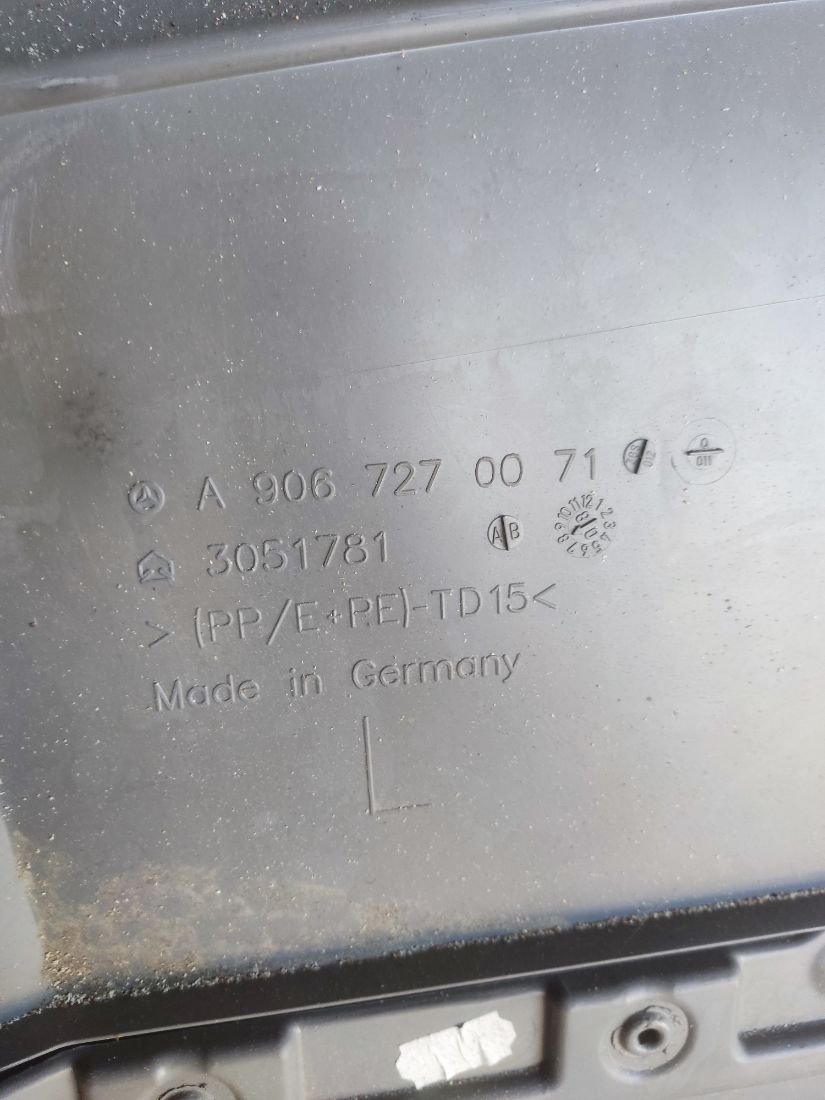 A 906 727 00 71
3051781 A B
>(PP/E+PE)-TD15<
Made in Germany
L